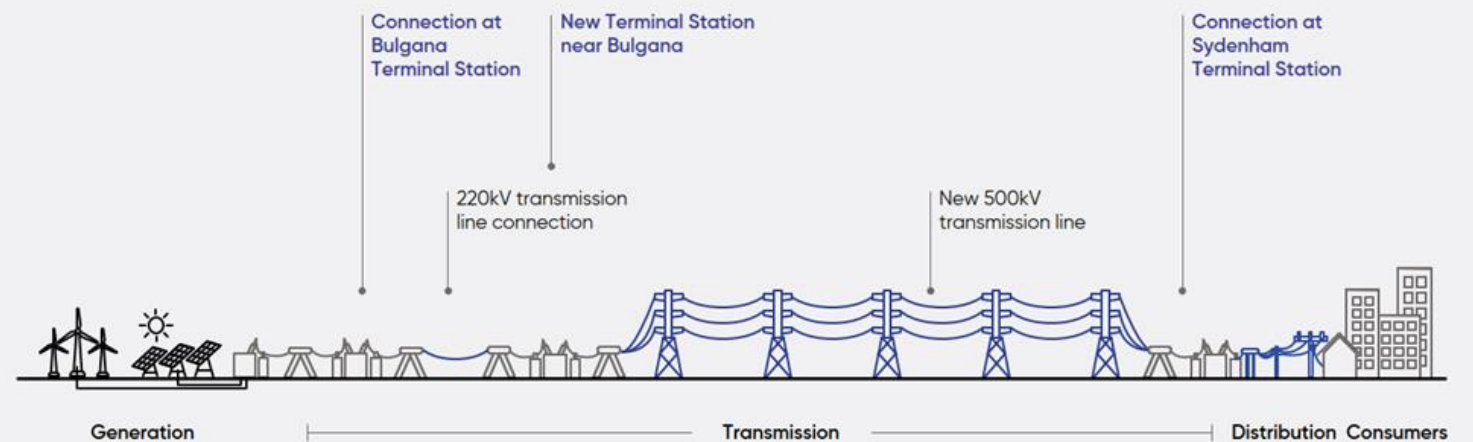 Connection at
Bulgana
Terminal Station
New Terminal Station
near Bulgana
Connection at
Sydenham
Terminal Station
220kV transmission
line connection
New 500kV
transmission line
Generation
Transmission
Distribution
Consumers